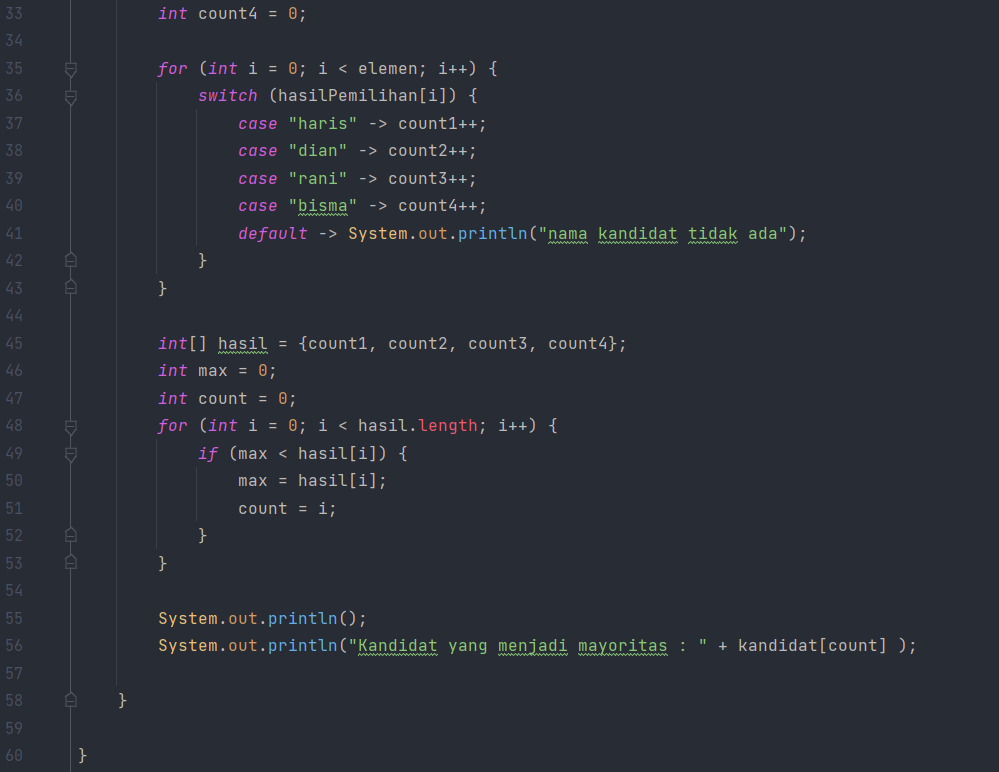 33 int count4 = 0;
34
35 for (int i = 0; i < elemen; i++) {
36 switch (hasilPemilihan[i]) {
37 case "haris" -> count1++;
38 case "dian" -> count2++;
39 case "rani" -> count3++;
40 case "bisma" -> count4++;
41 default -> System.out.println("nama kandidat tidak ada");
42 }
43 }
44
45 int[] hasil = {count1, count2, count3, count4};
46 int max = 0;
47 int count = 0;
48 for (int i = 0; i < hasil.length; i++) {
49 if (max < hasil[i]) {
50 max = hasil[i];
51 count = i;
52 }
53 }
54
55 System.out.println();
56 System.out.println("Kandidat yang menjadi mayoritas : " + kandidat[count] );
57
58 }
59
60 }